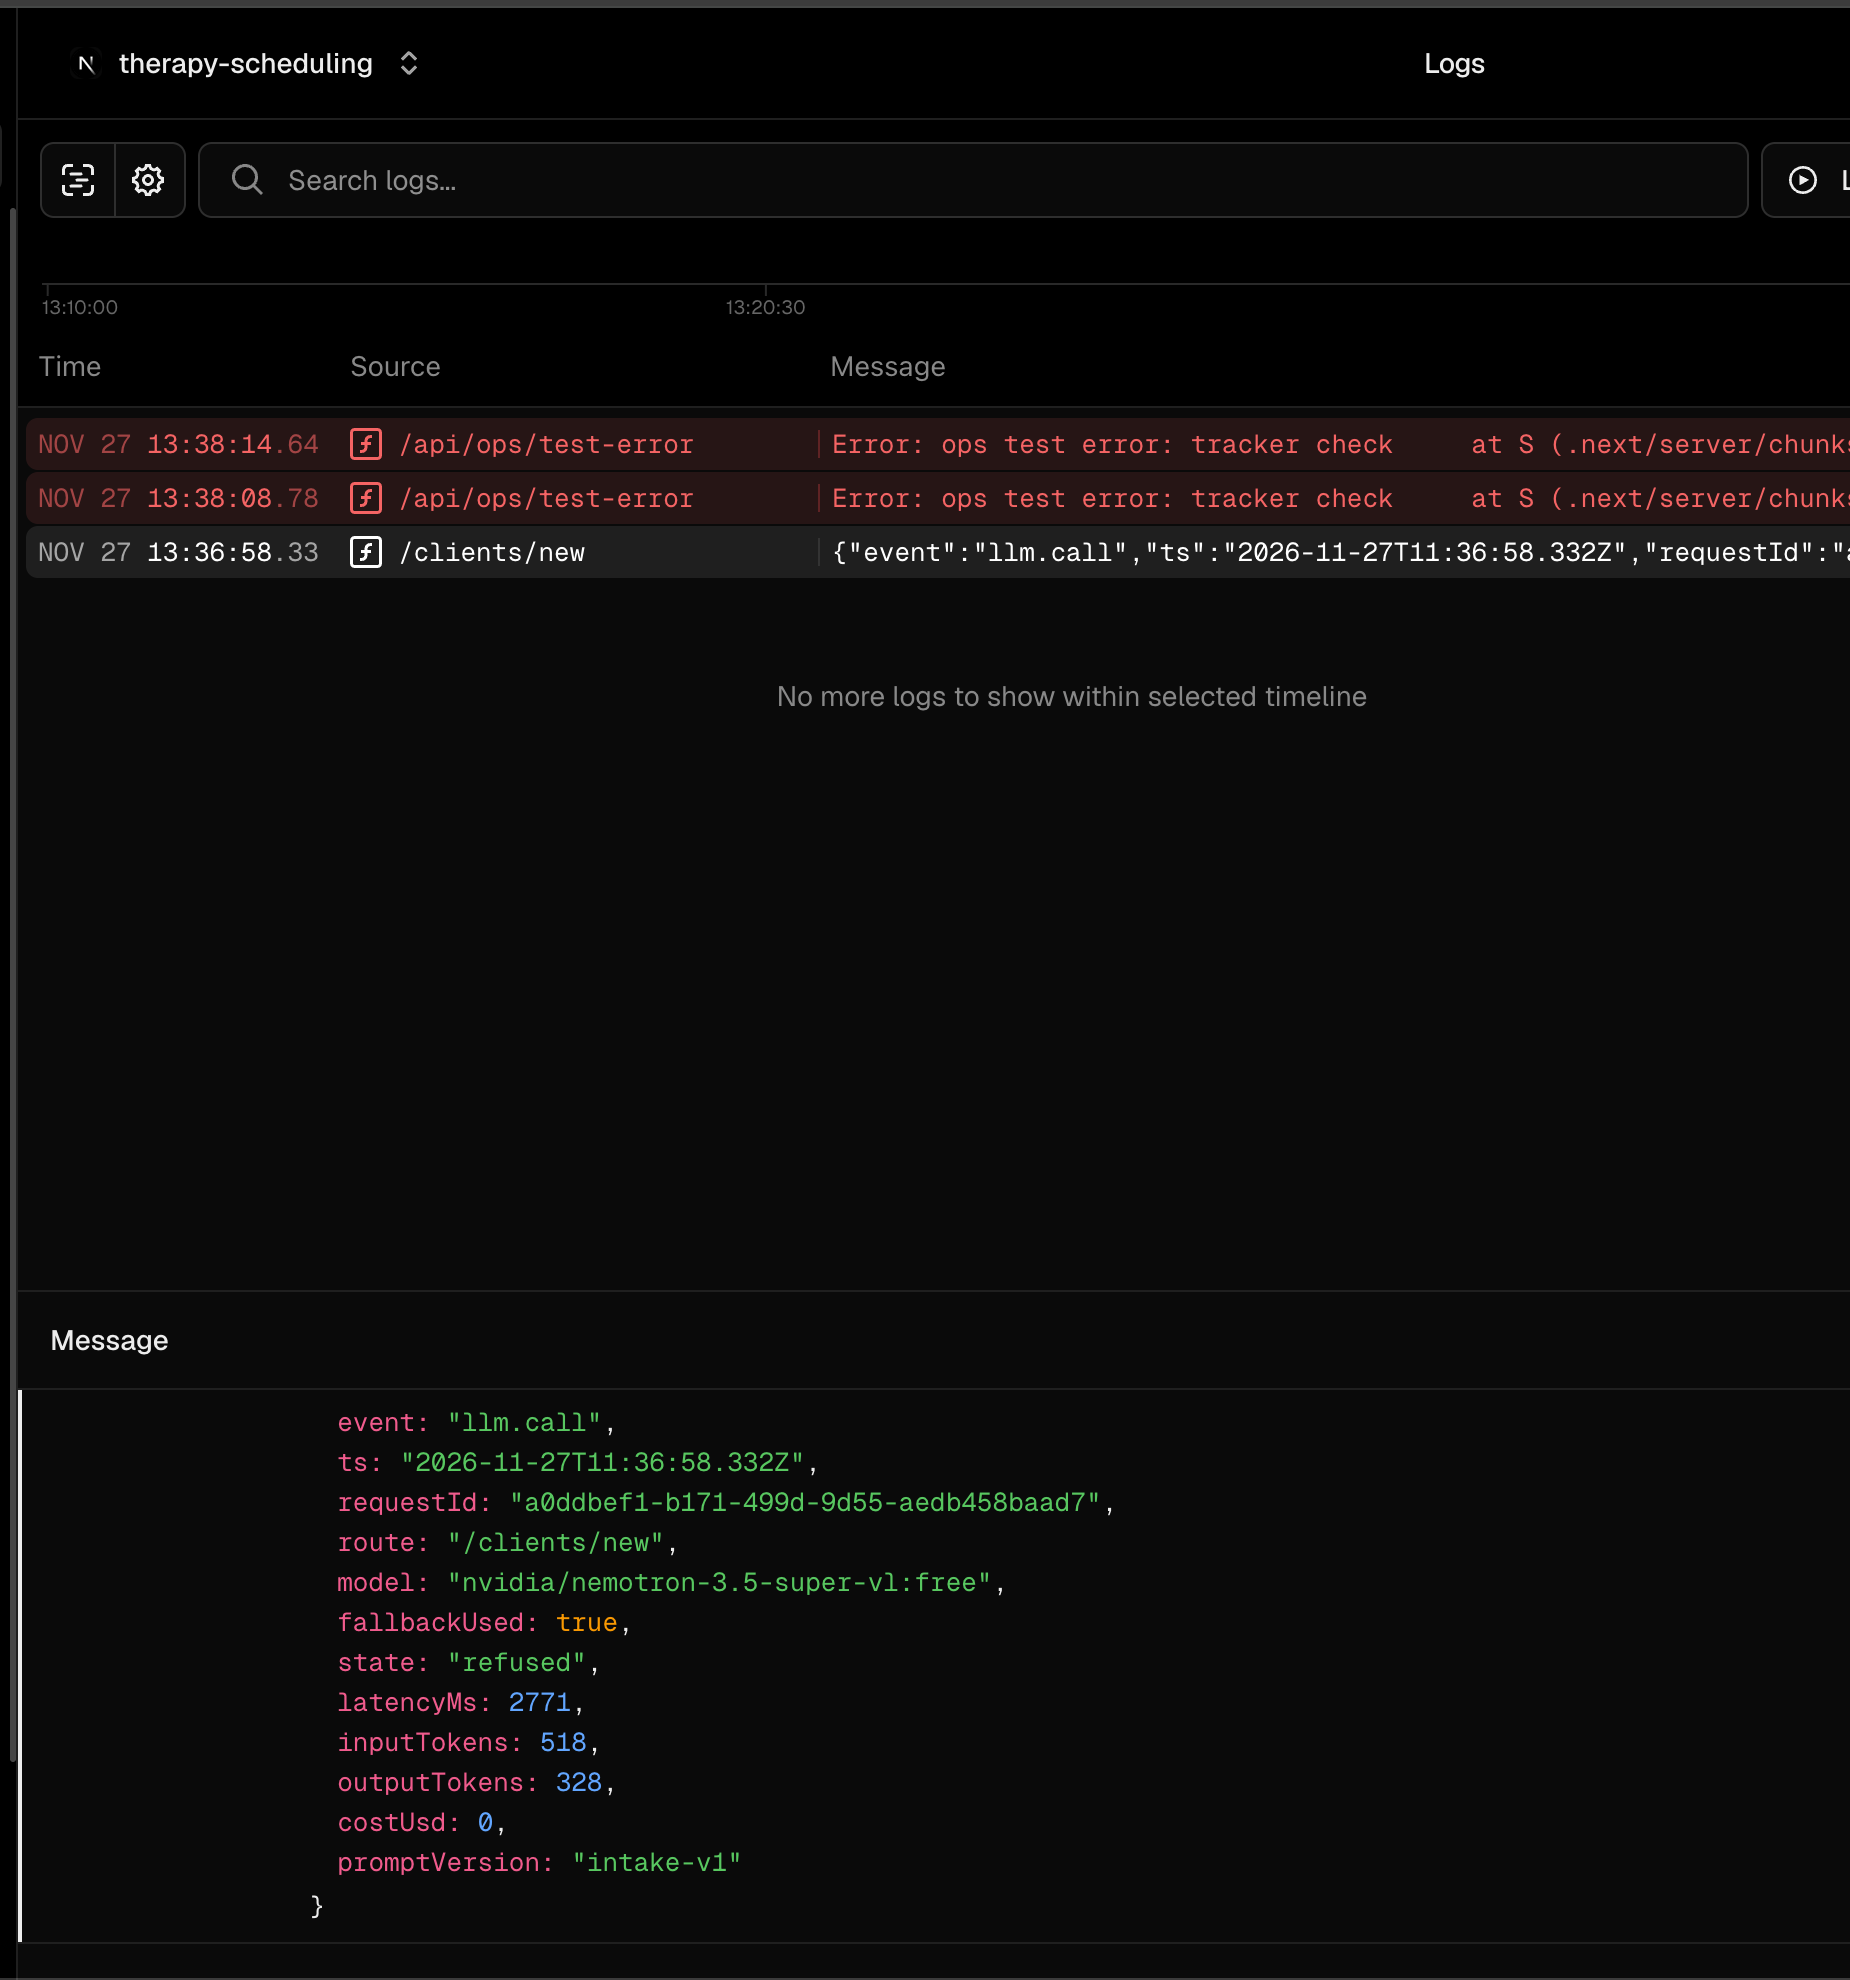 therapy-scheduling
Logs
Search logs...
13:10:00 13:20:30
Time Source Message
NOV 27 13:38:14.64 /api/ops/test-error Error: ops test error: tracker check at S (.next/server/chunks
NOV 27 13:38:08.78 /api/ops/test-error Error: ops test error: tracker check at S (.next/server/chunks
NOV 27 13:36:58.33 /clients/new {"event":"llm.call","ts":"2026-11-27T11:36:58.332Z","requestId":"a
No more logs to show within selected timeline
Message
event: "llm.call",
ts: "2026-11-27T11:36:58.332Z",
requestId: "a0ddbef1-b171-499d-9d55-aedb458baad7",
route: "/clients/new",
model: "nvidia/nemotron-3.5-super-vl:free",
fallbackUsed: true,
state: "refused",
latencyMs: 2771,
inputTokens: 518,
outputTokens: 328,
costUsd: 0,
promptVersion: "intake-v1"
}